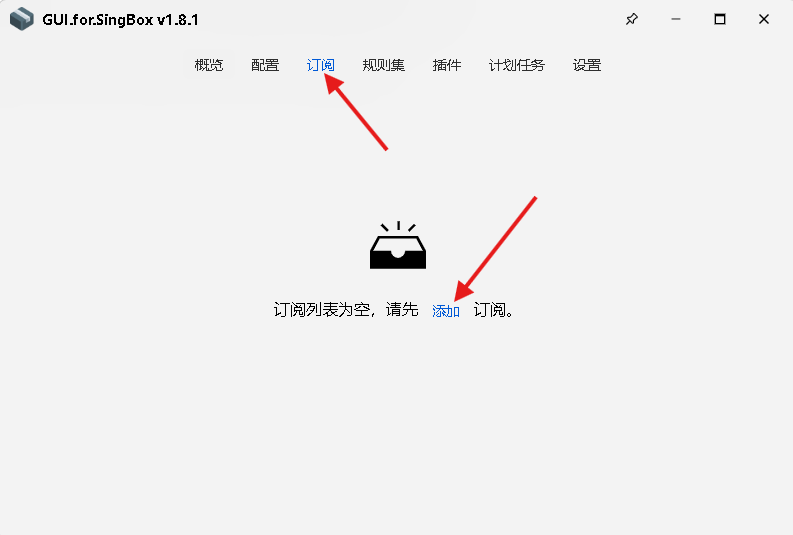 GUI.for.SingBox v1.8.1
概览 配置 订阅 规则集 插件 计划任务 设置
订阅列表为空，请先 添加 订阅。